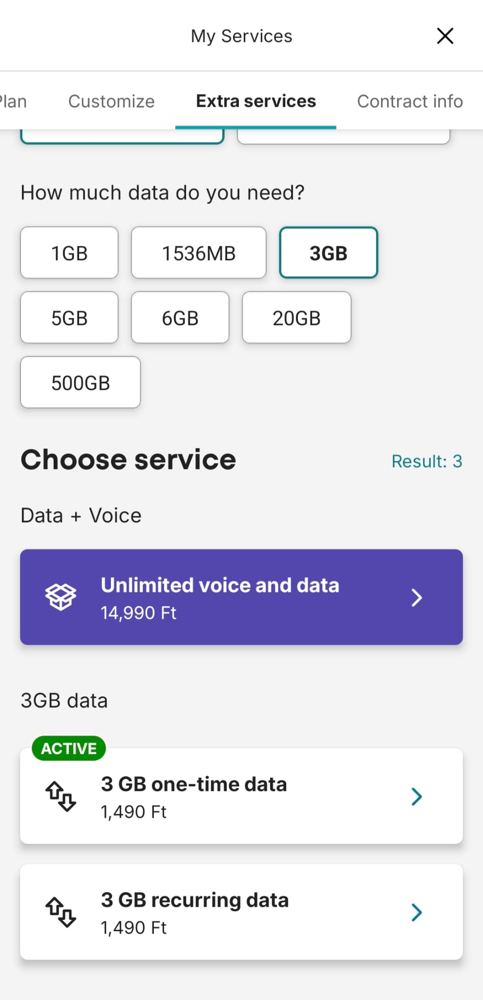 My Services
Plan Customize Extra services Contract info
How much data do you need?
1GB 1536MB 3GB
5GB 6GB 20GB
500GB
Choose service Result: 3
Data + Voice
Unlimited voice and data
14,990 Ft
3GB data
ACTIVE
3 GB one-time data
1,490 Ft
3 GB recurring data
1,490 Ft